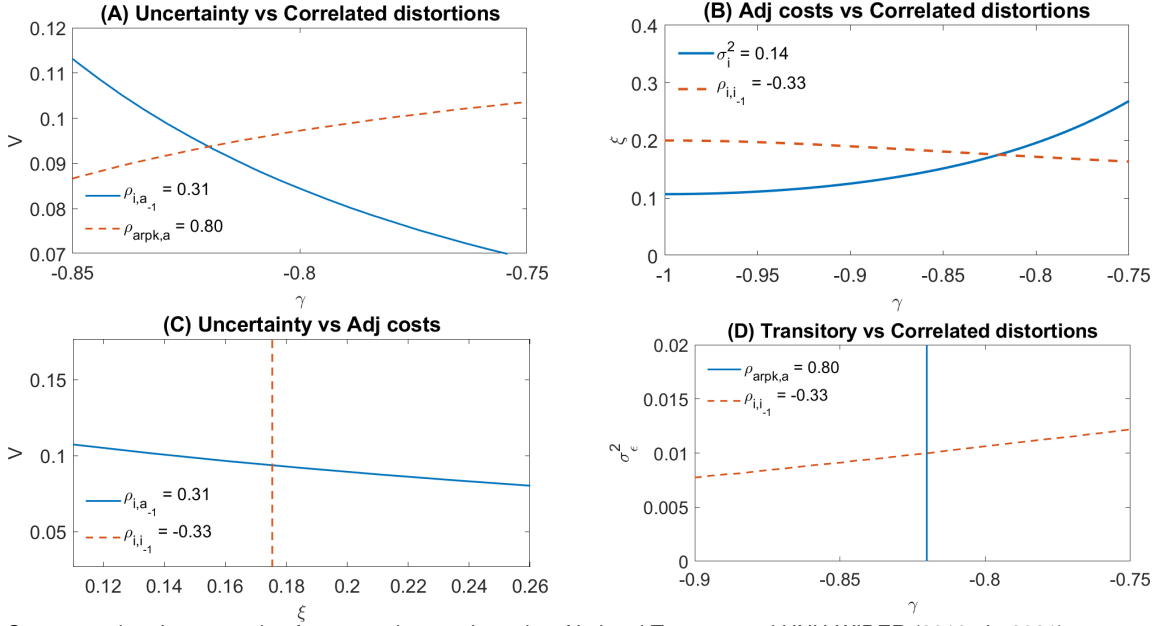 (A) Uncertainty vs Correlated distortions
0.12
0.11
0.1
0.09
0.08
0.07
V
ρi,a-1 = 0.31
ρarpk,a = 0.80
-0.85
-0.8
-0.75
γ
(B) Adj costs vs Correlated distortions
0.4
0.3
0.2
0.1
0
ξ
σi2 = 0.14
ρi,i-1 = -0.33
-1
-0.95
-0.9
-0.85
-0.8
-0.75
γ
(C) Uncertainty vs Adj costs
0.15
0.1
0.05
V
ρi,a-1 = 0.31
ρi,i-1 = -0.33
0.12
0.14
0.16
0.18
0.2
0.22
0.24
0.26
ξ
(D) Transitory vs Correlated distortions
0.02
0.015
0.01
0.005
0
σ2ϵ
ρarpk,a = 0.80
ρi,i-1 = -0.33
-0.9
-0.85
-0.8
-0.75
γ